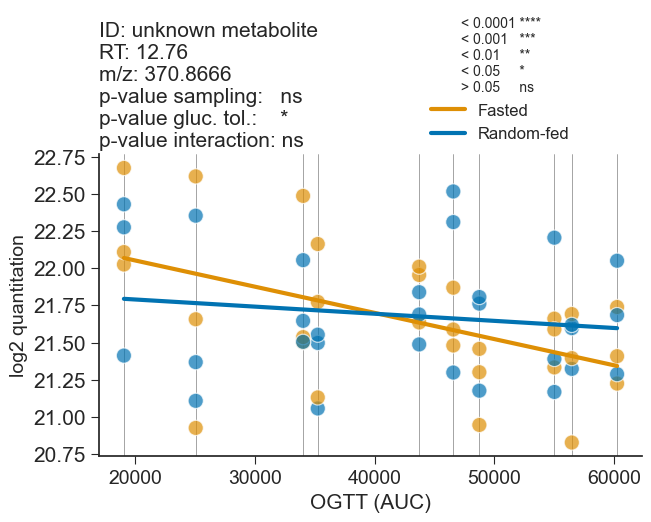 ID: unknown metabolite
RT: 12.76
m/z: 370.8666
p-value sampling: ns
p-value gluc. tol.: *
p-value interaction: ns
< 0.0001 ****
< 0.001 ***
< 0.01 **
< 0.05 *
> 0.05 ns
Fasted
Random-fed
22.75
22.50
22.25
22.00
21.75
21.50
21.25
21.00
20.75
log2 quantitation
20000 30000 40000 50000 60000
OGTT (AUC)